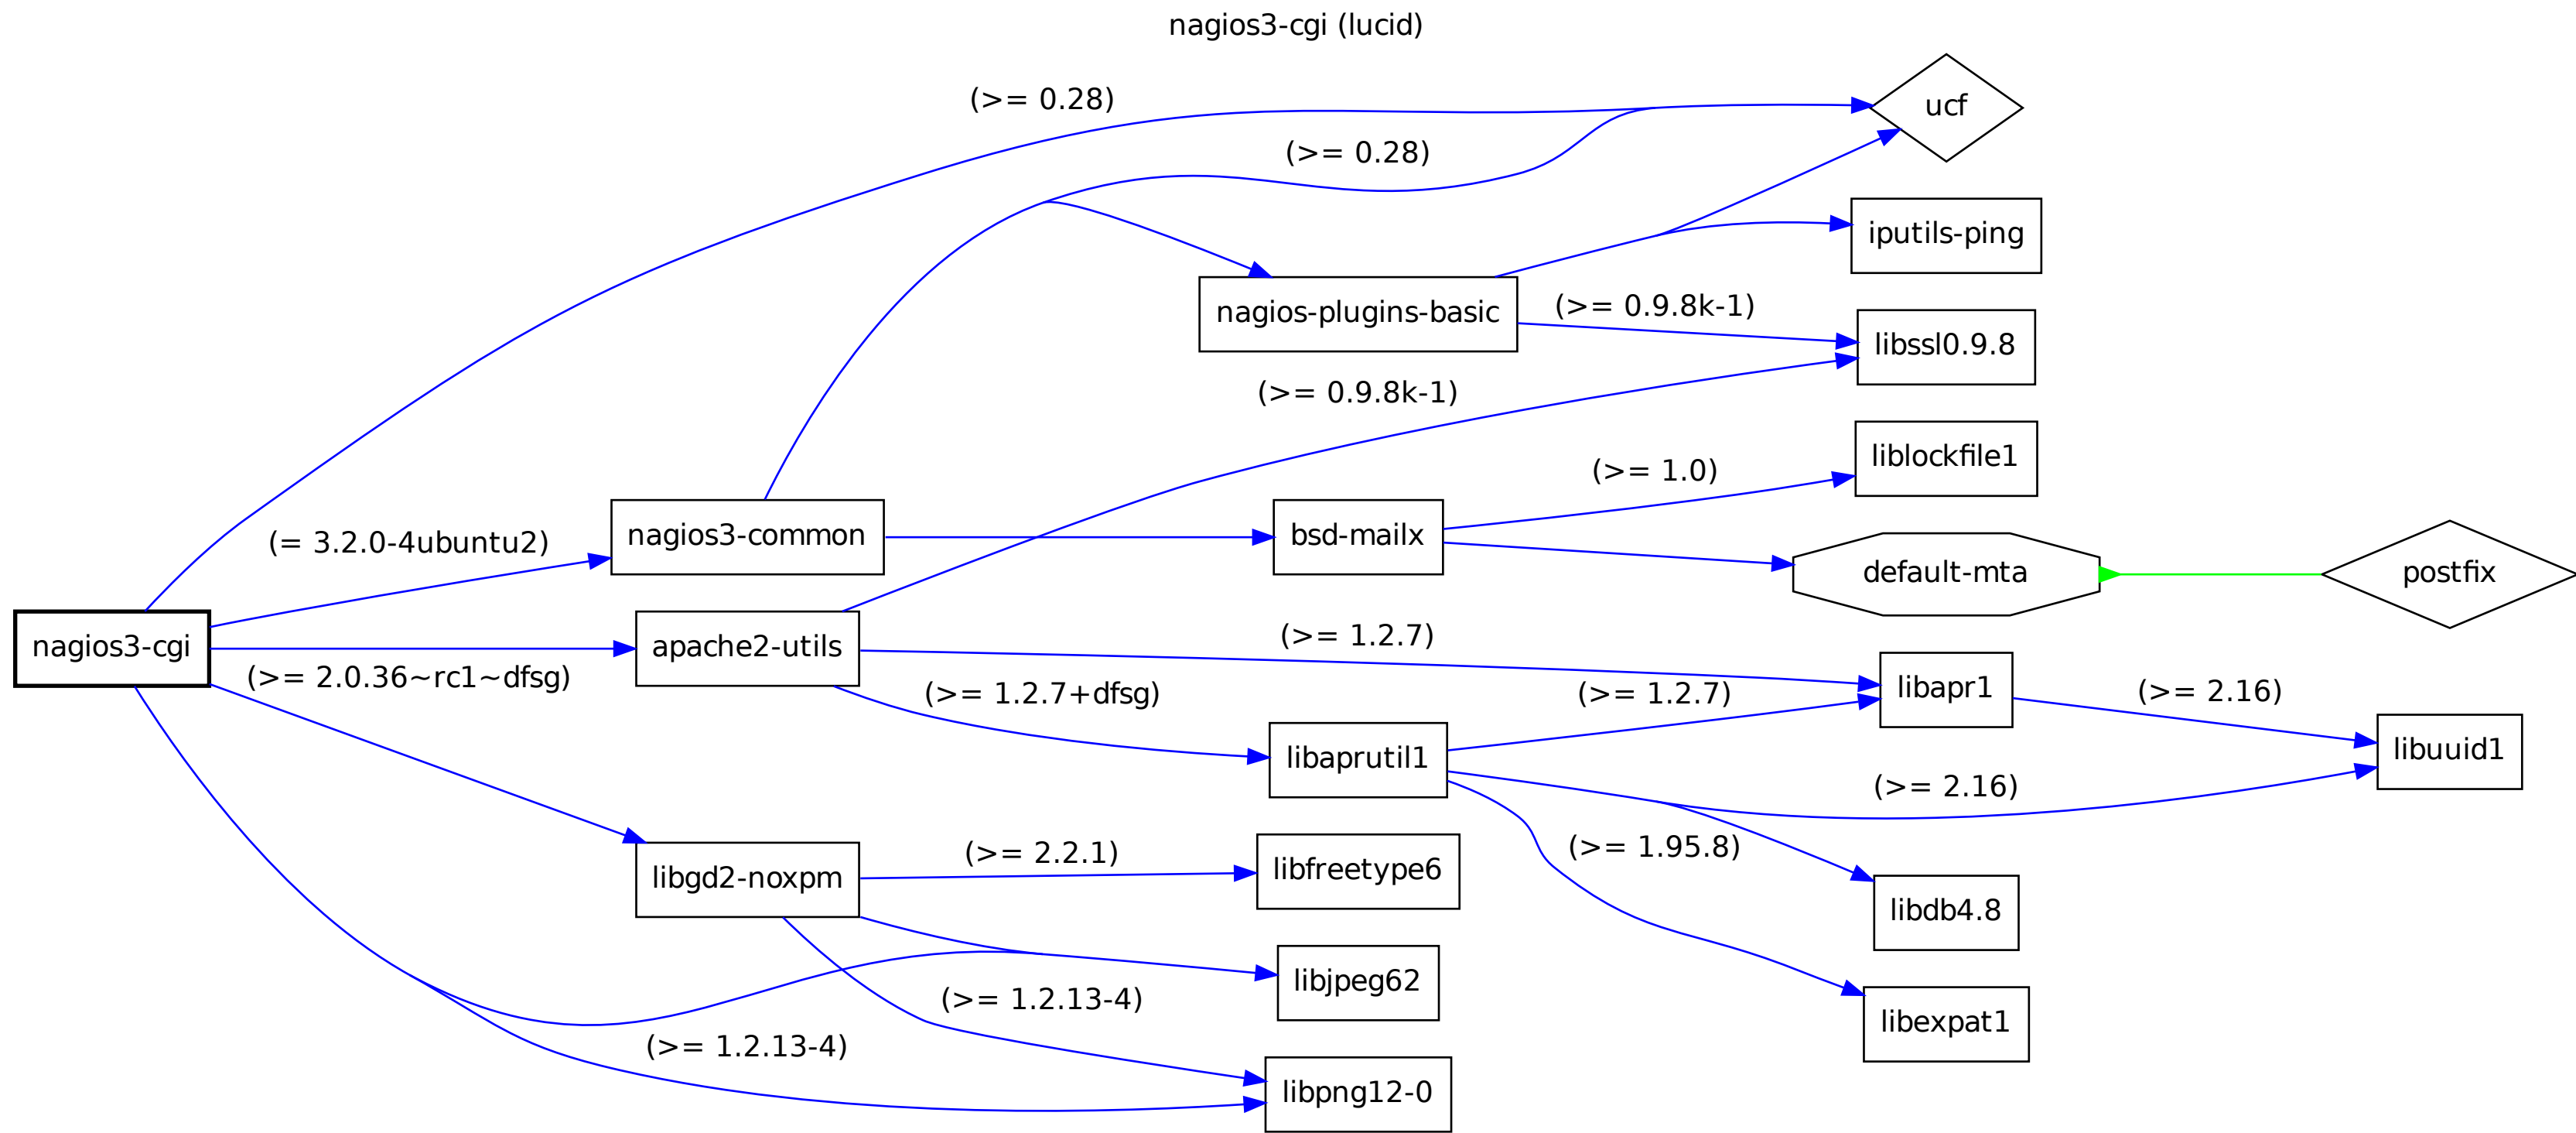 nagios3-cgi (lucid)
(>= 0.28)
ucf
(>= 0.28)
iputils-ping
nagios-plugins-basic
(>= 0.9.8k-1)
libssl0.9.8
(>= 0.9.8k-1)
liblockfile1
(>= 1.0)
(= 3.2.0-4ubuntu2)
nagios3-common
bsd-mailx
default-mta
postfix
nagios3-cgi
apache2-utils
(>= 1.2.7)
(>= 2.0.36~rc1~dfsg)
(>= 1.2.7+dfsg)
(>= 1.2.7)
libapr1
(>= 2.16)
libaprutil1
libuuid1
(>= 2.16)
(>= 1.95.8)
libgd2-noxpm
(>= 2.2.1)
libfreetype6
libdb4.8
libjpeg62
(>= 1.2.13-4)
libexpat1
(>= 1.2.13-4)
libpng12-0